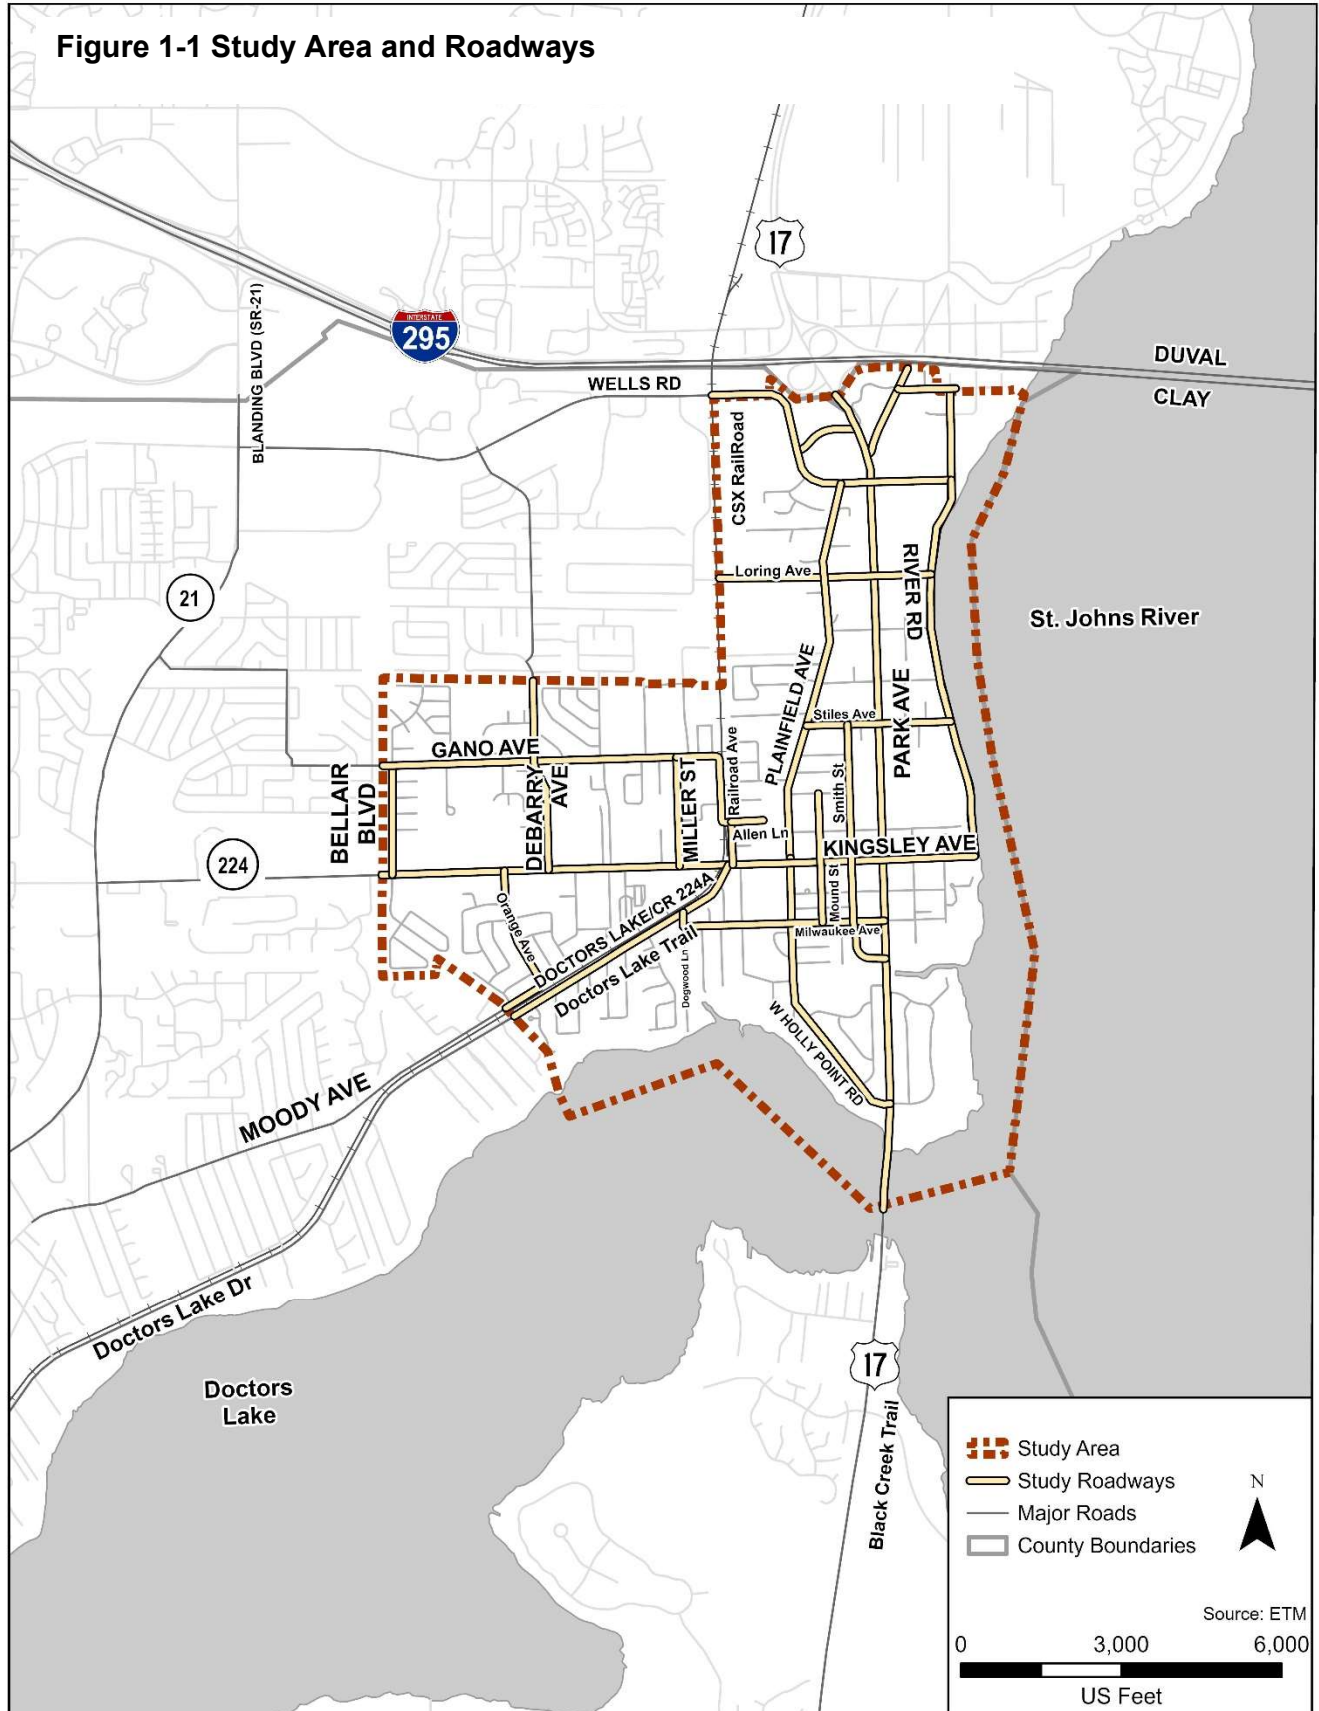 Figure 1-1 Study Area and Roadways
17
INTERSTATE
295
BLANDING BLVD (SR-21)
DUVAL
CLAY
WELLS RD
CSX RailRoad
21
Loring Ave
RIVER RD
St. Johns River
PLAINFIELD AVE
PARK AVE
Stiles Ave
GANO AVE
Railroad Ave
BELLAIR
BLVD
DEBARRY
AVE
MILLER ST
Smith St
Allen Ln
KINGSLEY AVE
224
Mound St
Orange Ave
DOCTORS LAKE/CR 224A
Doctors Lake Trail
Milwaukee Ave
Dogwood Ln
W HOLLY POINT RD
MOODY AVE
Doctors Lake Dr
Doctors
Lake
17
Black Creek Trail
Study Area
Study Roadways
Major Roads
County Boundaries
N
Source: ETM
0 3,000 6,000
US Feet